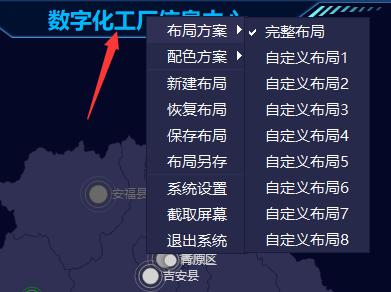 数字化工厂信息中心
布局方案
配色方案
新建布局
恢复布局
保存布局
布局另存
系统设置
截取屏幕
退出系统
完整布局
自定义布局1
自定义布局2
自定义布局3
自定义布局4
自定义布局5
自定义布局6
自定义布局7
自定义布局8
安福县
青原区
吉安县